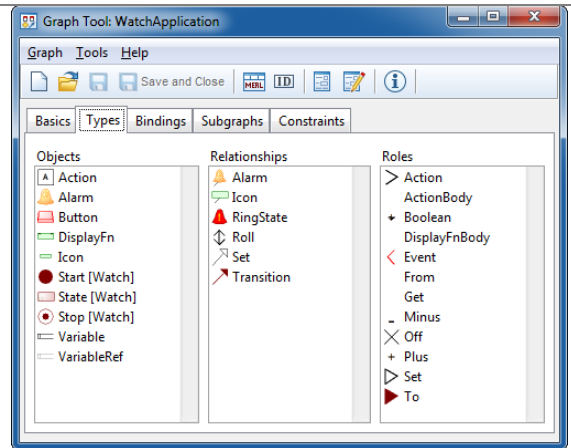 Graph Tool: WatchApplication
Graph Tools Help
Save and Close MERL ID
Basics Types Bindings Subgraphs Constraints
Objects
A Action
Alarm
Button
DisplayFn
Icon
Start [Watch]
State [Watch]
Stop [Watch]
Variable
VariableRef
Relationships
Alarm
Icon
RingState
Roll
Set
Transition
Roles
Action
ActionBody
Boolean
DisplayFnBody
Event
From
Get
Minus
Off
Plus
Set
To